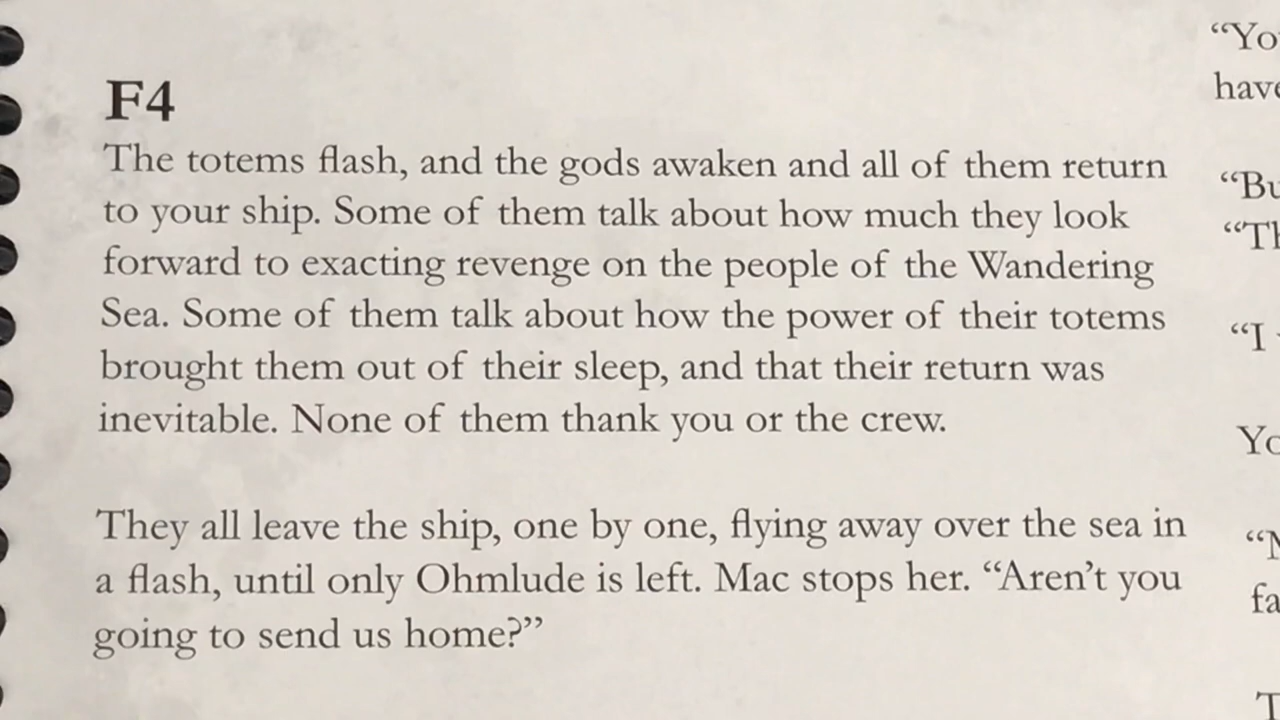 F4
The totems flash, and the gods awaken and all of them return
to your ship. Some of them talk about how much they look
forward to exacting revenge on the people of the Wandering
Sea. Some of them talk about how the power of their totems
brought them out of their sleep, and that their return was
inevitable. None of them thank you or the crew.
They all leave the ship, one by one, flying away over the sea in
a flash, until only Ohmlude is left. Mac stops her. “Aren’t you
going to send us home?”
have
“I